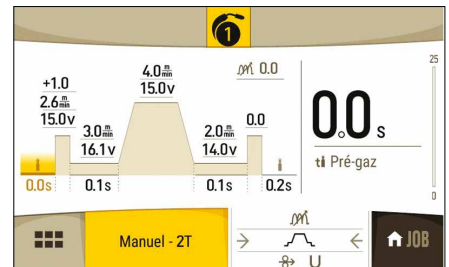 1
+1.0
2.6 m/min
15.0v
3.0 m/min
16.1v
4.0 m/min
15.0v
0.0
2.0 m/min
14.0v
0.0
0.0s
0.1s
0.1s
0.2s
0.0 s
Pré-gaz
25
0
Manuel - 2T
U
JOB